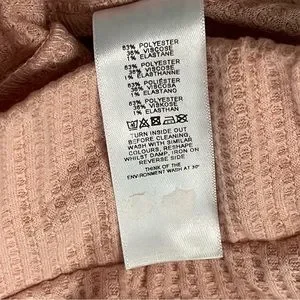 63% POLYESTER
36% VISCOSE
1% ELASTANE
63% POLYESTER
36% VISCOSE
1% ELASTHANNE
63% POLIÉSTER
36% VISCOSA
1% ELASTANO
63% POLYESTER
36% VISKOSE
1% ELASTHAN
TURN INSIDE OUT
BEFORE CLEANING,
WASH WITH SIMILAR
COLOURS, RESHAPE
WHILST DAMP, IRON ON
REVERSE SIDE
THINK OF THE
ENVIRONMENT WASH AT 30°